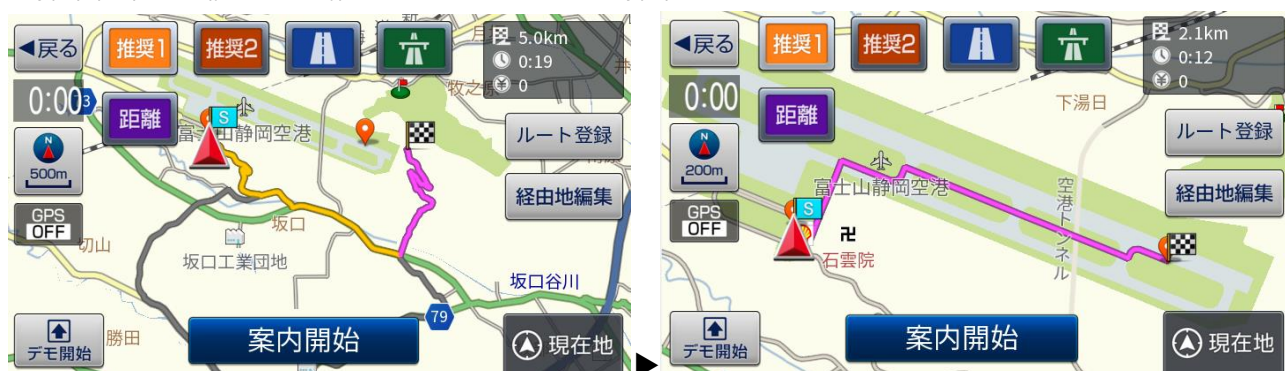 ◀戻る
推奨1
推奨2
5.0km
0:19
0
0:00
距離
S
牧之原
富士山静岡空港
ルート登録
N
500m
経由地編集
GPS
OFF
坂口
切山
坂口工業団地
坂口谷川
79
勝田
デモ開始
案内開始
現在地
▶
◀戻る
推奨1
推奨2
2.1km
0:12
0
0:00
距離
下湯日
ルート登録
N
200m
富士山静岡空港
空港トンネル
経由地編集
GPS
OFF
S
卍
石雲院
デモ開始
案内開始
現在地